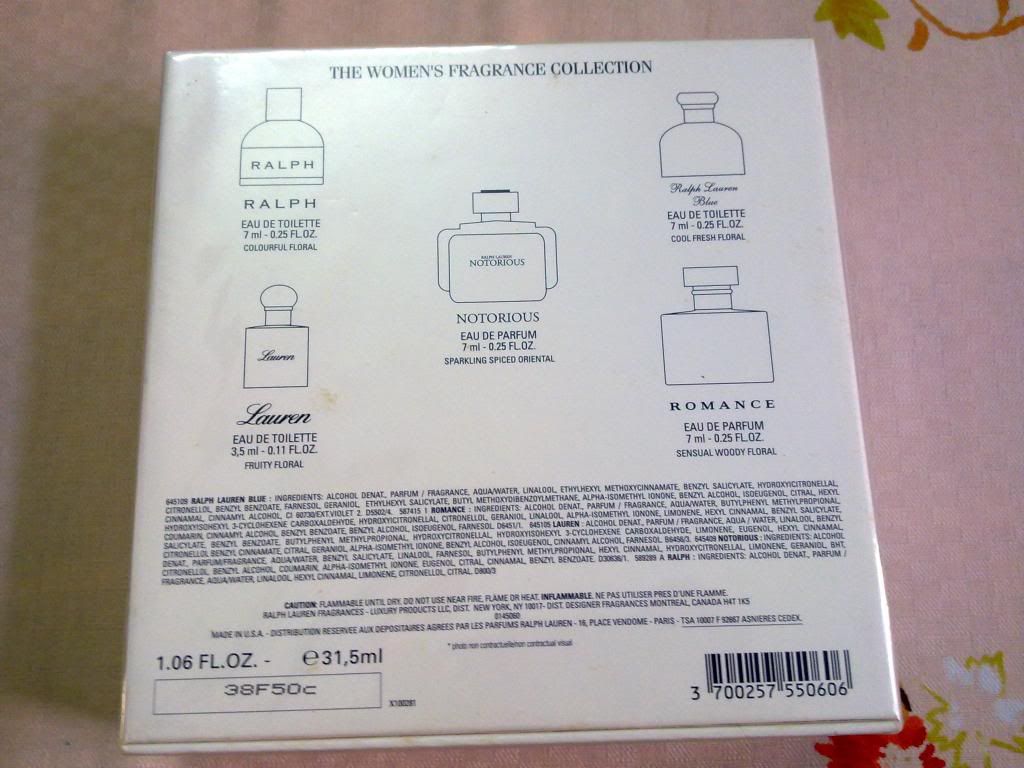 THE WOMEN'S FRAGRANCE COLLECTION
RALPH
RALPH
EAU DE TOILETTE
7 ml - 0.25 FL.OZ.
COLOURFUL FLORAL
Ralph Lauren
Blue
EAU DE TOILETTE
7 ml - 0.25 FL.OZ.
COOL FRESH FLORAL
RALPH LAUREN
NOTORIOUS
NOTORIOUS
EAU DE PARFUM
7 ml - 0.25 FL.OZ.
SPARKLING SPICED ORIENTAL
Lauren
Lauren
EAU DE TOILETTE
3,5 ml - 0.11 FL.OZ.
FRUITY FLORAL
ROMANCE
EAU DE PARFUM
7 ml - 0.25 FL.OZ.
SENSUAL WOODY FLORAL
645109 RALPH LAUREN BLUE : INGREDIENTS: ALCOHOL DENAT., PARFUM / FRAGRANCE, AQUA/WATER, LINALOOL, ETHYLHEXYL METHOXYCINNAMATE, BENZYL SALICYLATE, HYDROXYCITRONELLAL,
CITRONELLOL, BENZYL BENZOATE, FARNESOL, GERANIOL, ETHYLHEXYL SALICYLATE, BUTYL METHOXYDIBENZOYLMETHANE, ALPHA-ISOMETHYL IONONE, BENZYL ALCOHOL, ISOEUGENOL, CITRAL, HEXYL
CINNAMAL, CINNAMYL ALCOHOL, CI 60730/EXT.VIOLET 2. D5502/4. 587415 1 ROMANCE : INGREDIENTS: ALCOHOL DENAT., PARFUM / FRAGRANCE, AQUA/WATER, BUTYLPHENYL METHYLPROPIONAL,
HYDROXYISOHEXYL 3-CYCLOHEXENE CARBOXALDEHYDE, HYDROXYCITRONELLAL, CITRONELLOL, GERANIOL, LINALOOL, ALPHA-ISOMETHYL IONONE, LIMONENE, HEXYL CINNAMAL, BENZYL SALICYLATE,
COUMARIN, CINNAMYL ALCOHOL, BENZYL BENZOATE, BENZYL ALCOHOL, ISOEUGENOL, FARNESOL. D6451/1. 645105 LAUREN : ALCOHOL DENAT., PARFUM / FRAGRANCE, AQUA / WATER, LINALOOL, BENZYL
SALICYLATE, BENZYL BENZOATE, BUTYLPHENYL METHYLPROPIONAL, HYDROXYISOHEXYL 3-CYCLOHEXENE CARBOXALDEHYDE, LIMONENE, EUGENOL, HEXYL CINNAMAL,
CITRONELLOL, BENZYL CINNAMATE, CITRAL, GERANIOL, ALPHA-ISOMETHYL IONONE, BENZYL ALCOHOL, ISOEUGENOL, COUMARIN, CINNAMYL ALCOHOL, FARNESOL. B6458/3. 645409 NOTORIOUS : INGREDIENTS: ALCOHOL
DENAT., PARFUM/FRAGRANCE, AQUA/WATER, BENZYL SALICYLATE, LINALOOL, FARNESOL, BUTYLPHENYL METHYLPROPIONAL, HEXYL CINNAMAL, HYDROXYCITRONELLAL, LIMONENE, GERANIOL, BHT,
CITRONELLOL, BENZYL ALCOHOL, COUMARIN, ALPHA-ISOMETHYL IONONE, EUGENOL, CITRAL, CINNAMAL, BENZYL BENZOATE. D30836/1. 589289 A RALPH : INGREDIENTS: ALCOHOL DENAT., PARFUM /
FRAGRANCE, AQUA/WATER, LINALOOL, HEXYL CINNAMAL, LIMONENE, CITRONELLOL, CITRAL. D800/3
CAUTION: FLAMMABLE UNTIL DRY. DO NOT USE NEAR FIRE, FLAME OR HEAT. INFLAMMABLE. NE PAS UTILISER PRES D'UNE FLAMME.
RALPH LAUREN FRAGRANCES - LUXURY PRODUCTS LLC, DIST. NEW YORK, NY 10017- DIST. DESIGNER FRAGRANCES MONTREAL, CANADA H4T 1K5
0145060
MADE IN U.S.A. - DISTRIBUTION RESERVEE AUX DEPOSITAIRES AGREES PAR LES PARFUMS RALPH LAUREN - 16, PLACE VENDOME - PARIS - TSA 10007 F 92667 ASNIERES CEDEX.
* photo non contractuelle/non contractual visual
1.06 FL.OZ. - e31,5ml
38F50c
X100281
3 700257 550606